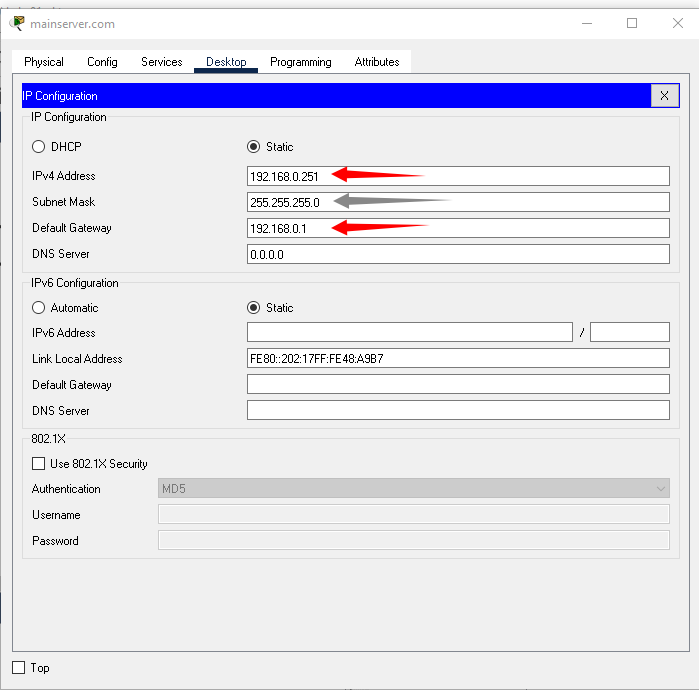 mainserver.com
Physical Config Services Desktop Programming Attributes
IP Configuration X
IP Configuration
DHCP Static
IPv4 Address 192.168.0.251
Subnet Mask 255.255.255.0
Default Gateway 192.168.0.1
DNS Server 0.0.0.0
IPv6 Configuration
Automatic Static
IPv6 Address /
Link Local Address FE80::202:17FF:FE48:A9B7
Default Gateway
DNS Server
802.1X
Use 802.1X Security
Authentication MD5
Username
Password
Top